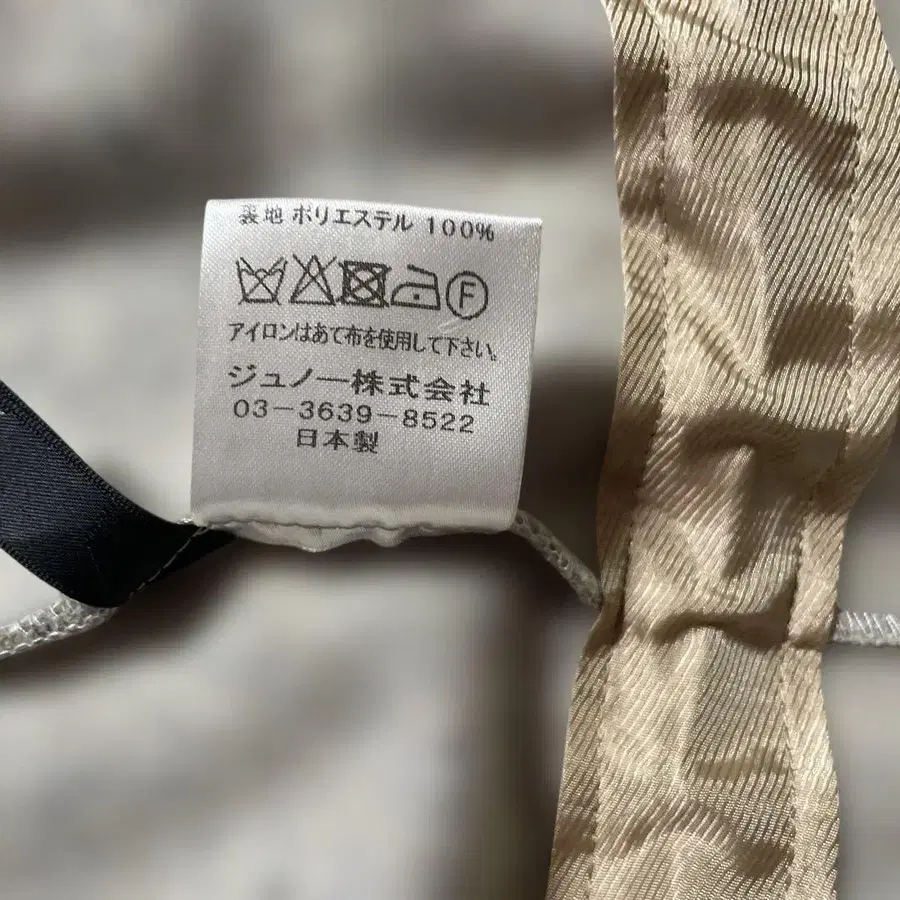 裏地 ポリエステル 100%
F
アイロンはあて布を使用して下さい。
ジュノー株式会社
03-3639-8522
日本製